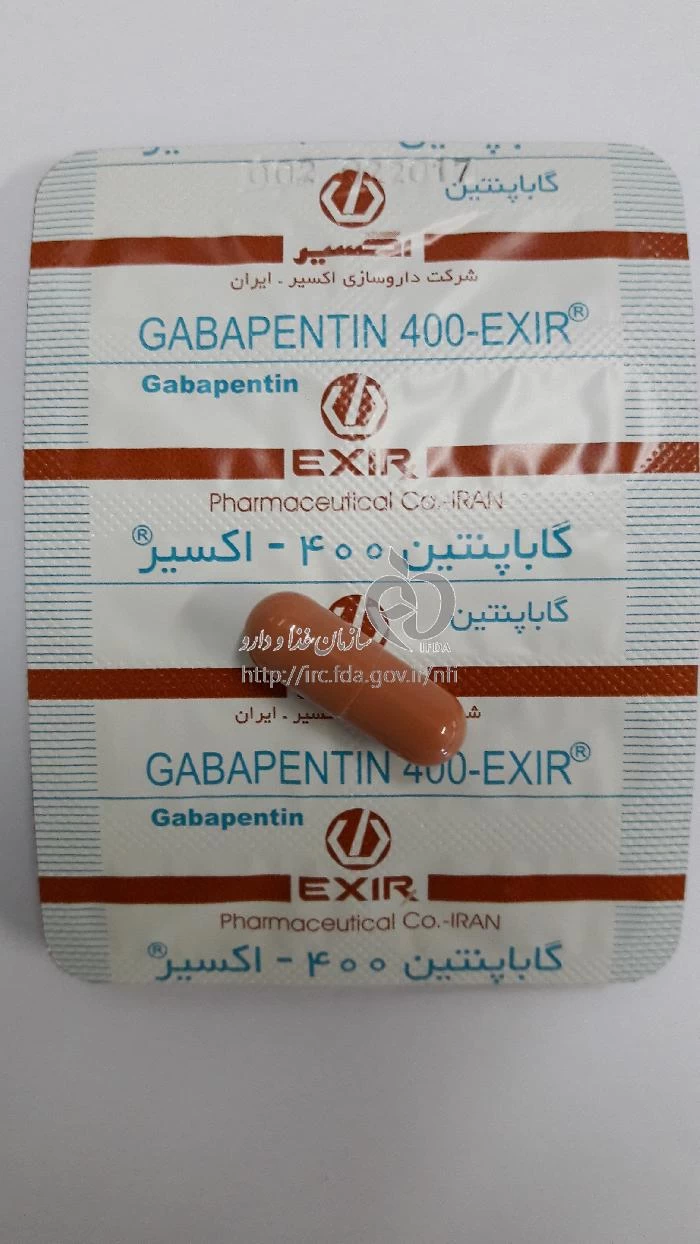 گاباپنتین
اکسیر
شرکت داروسازی اکسیر - ایران
GABAPENTIN 400-EXIR®
Gabapentin
EXIR
Pharmaceutical Co.-IRAN
گاباپنتین ۴۰۰ - اکسیر®
گاباپنتین
سازمان غذا و دارو
IFDA
http://irc.fda.gov.ir/nfi
ایران
GABAPENTIN 400-EXIR®
Gabapentin
EXIR
Pharmaceutical Co.-IRAN
گاباپنتین ۴۰۰ - اکسیر®